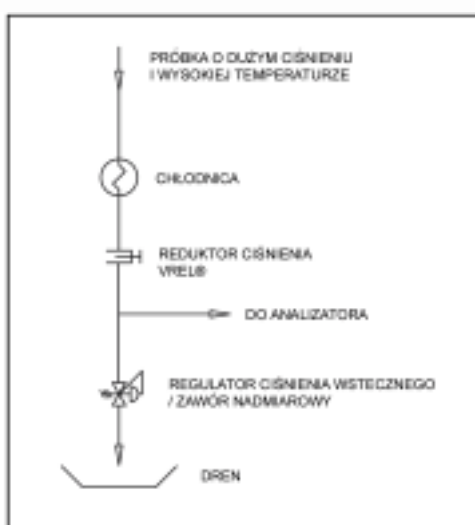 PRÓBKA O DUŻYM CIŚNIENIU
I WYSOKIEJ TEMPERATURZE
CHŁODNICA
REDUKTOR CIŚNIENIA
VREL®
DO ANALIZATORA
REGULATOR CIŚNIENIA WSTECZNEGO
/ ZAWÓR NADMIAROWY
DREN